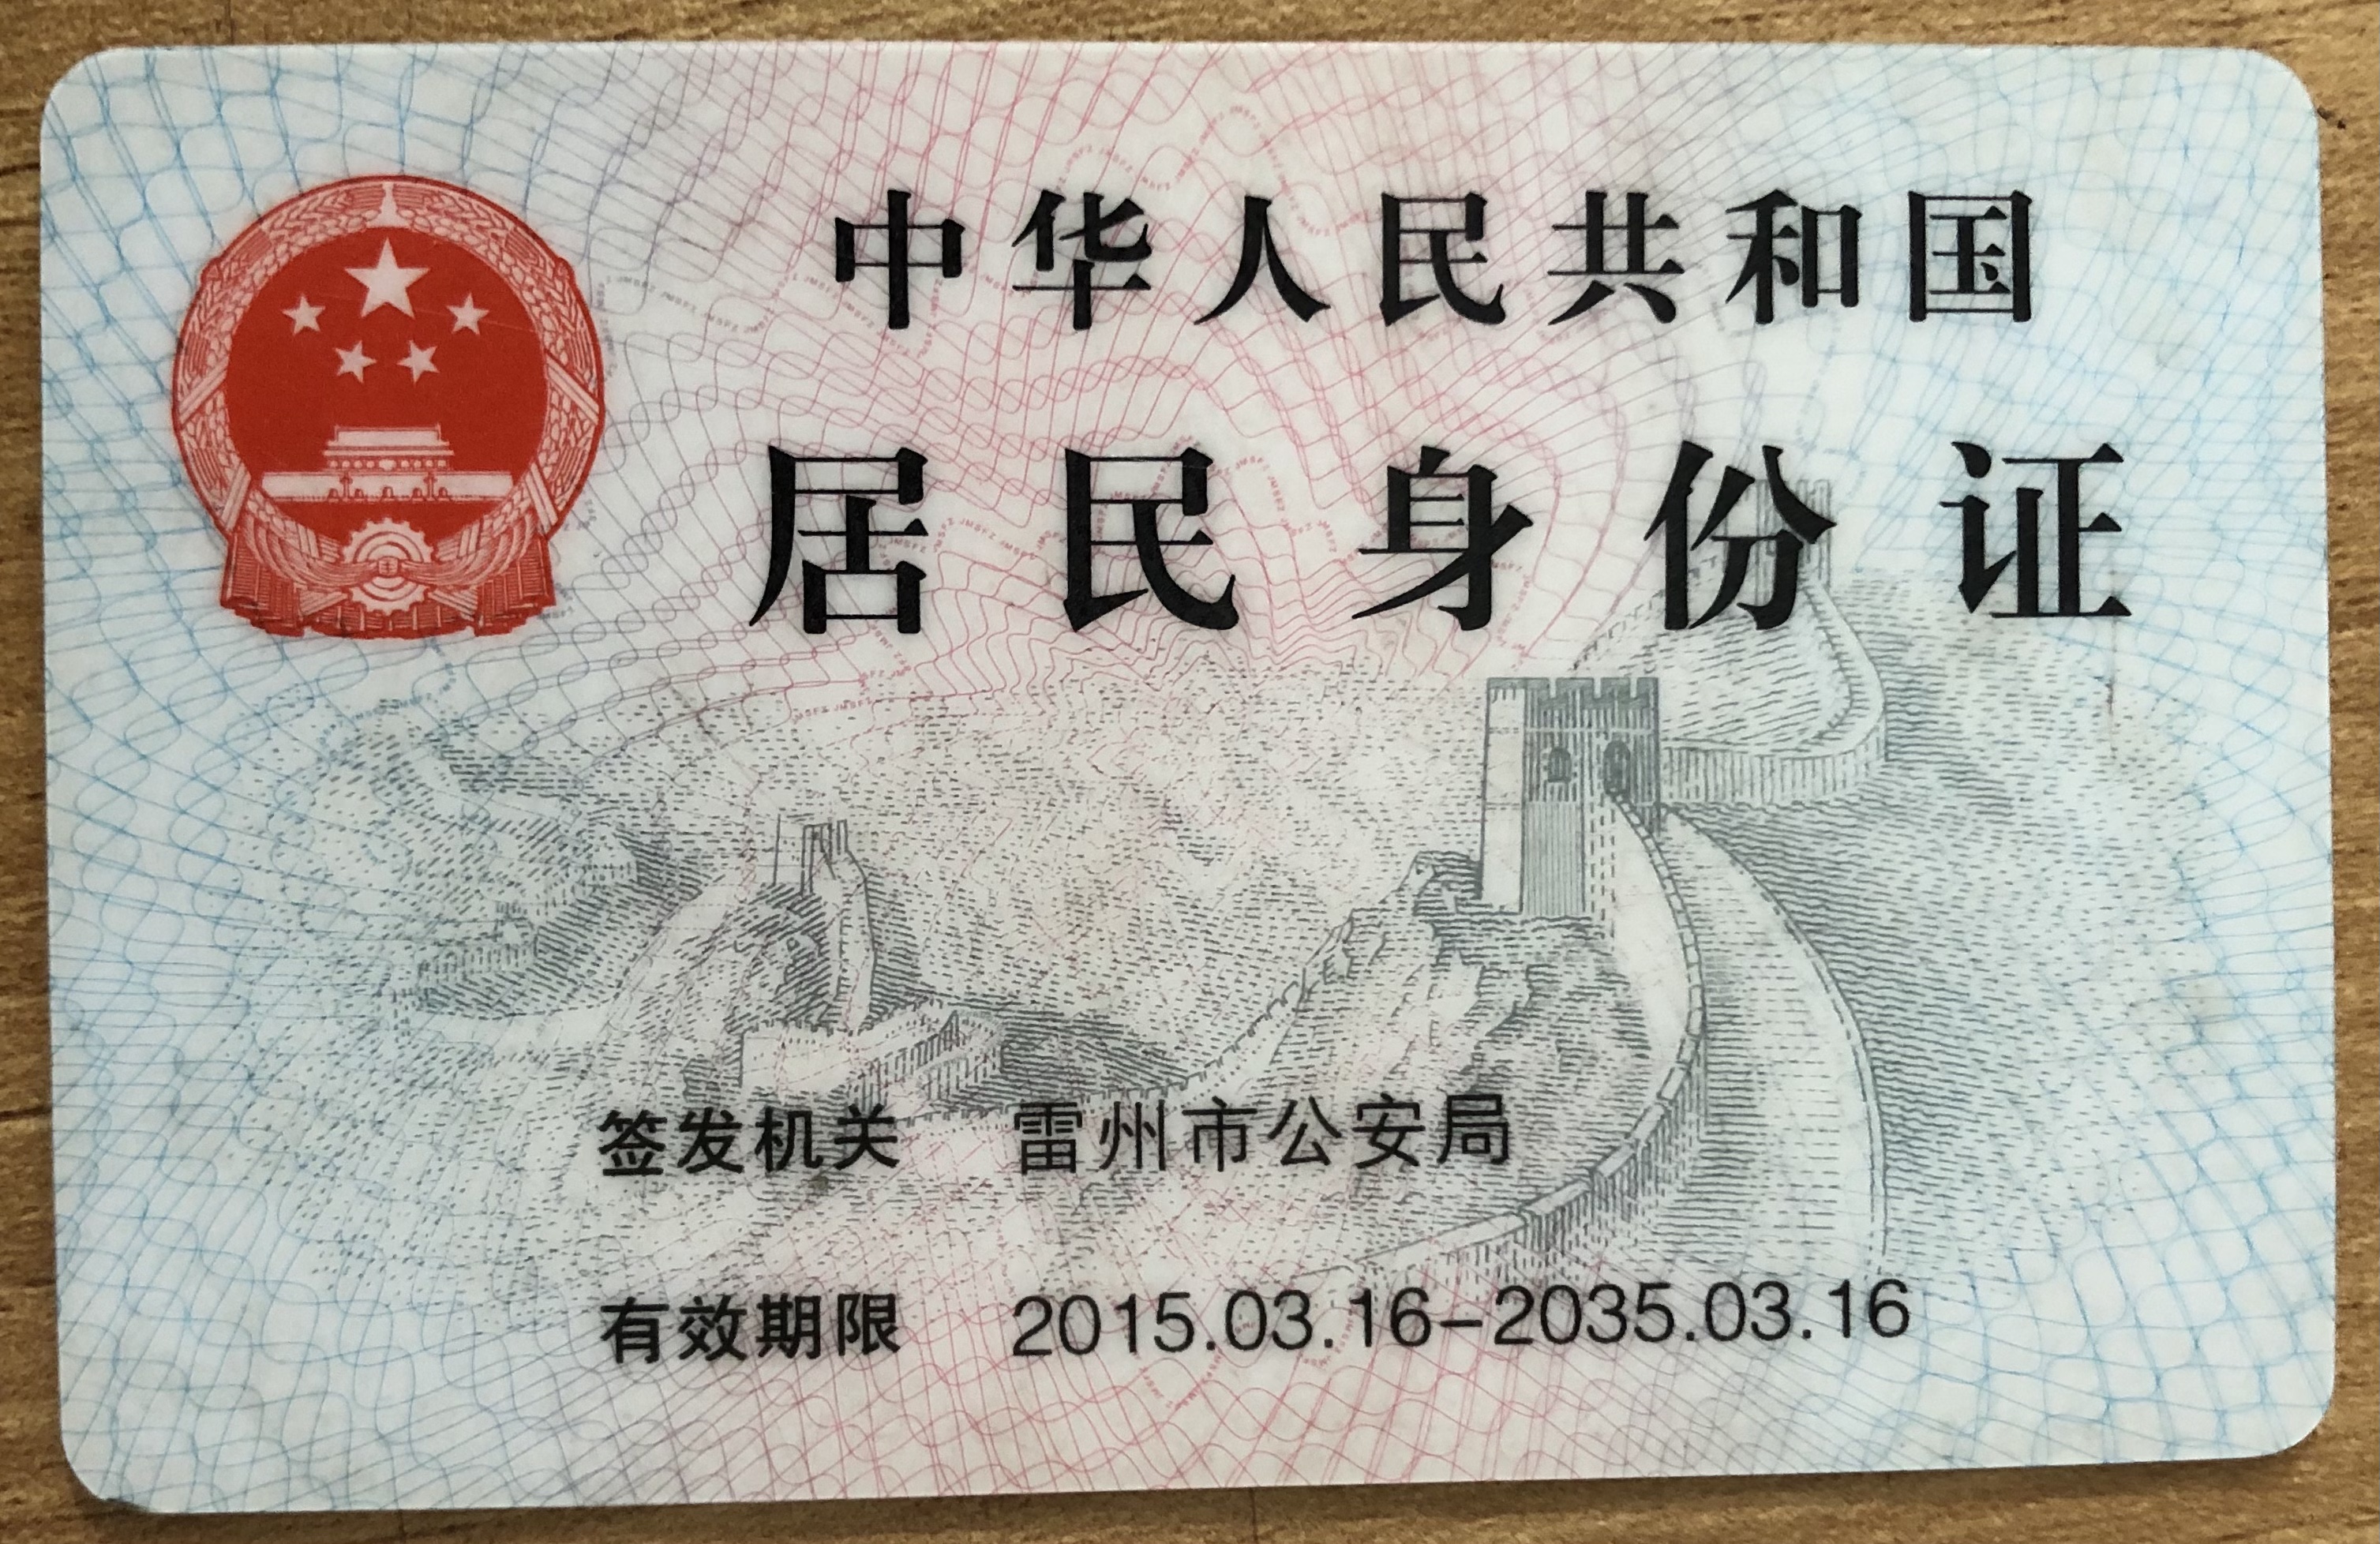 中华人民共和国
居民身份证
签发机关 雷州市公安局
有效期限 2015.03.16-2035.03.16